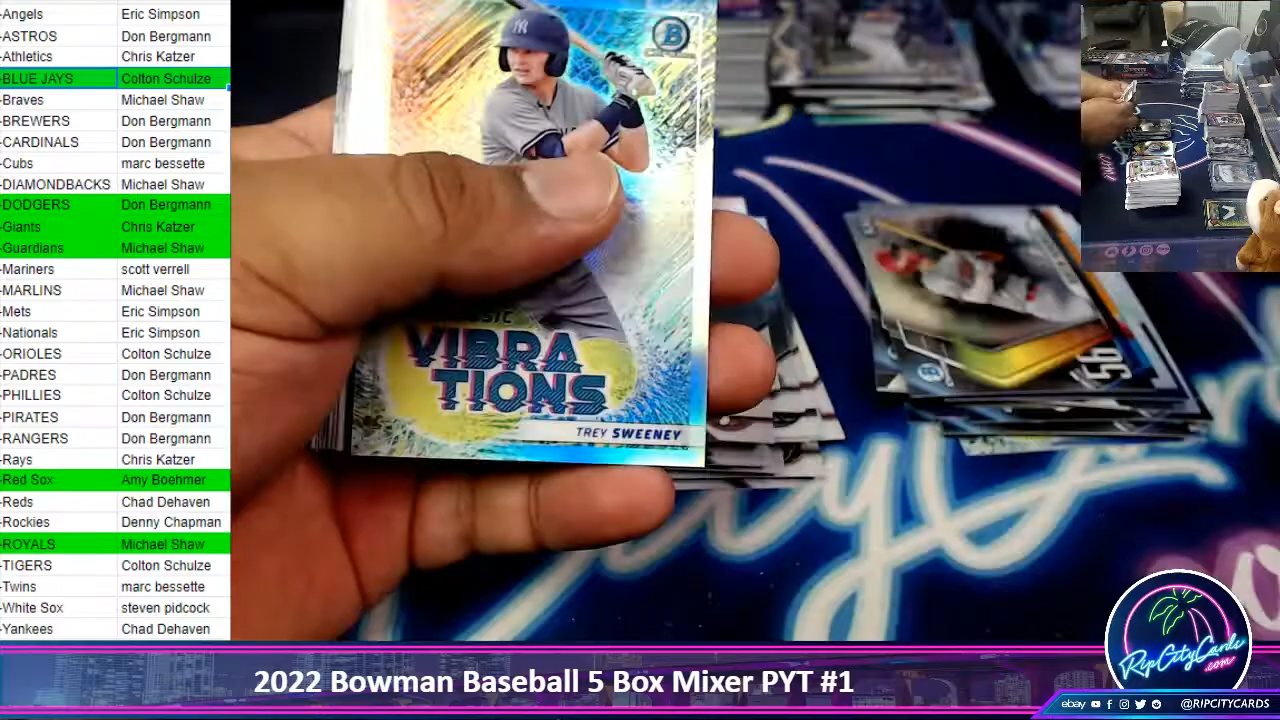 -Angels Eric Simpson
-ASTROS Don Bergmann
-Athletics Chris Katzer
-BLUE JAYS Colton Schulze
-Braves Michael Shaw
-BREWERS Don Bergmann
-CARDINALS Don Bergmann
-Cubs marc bessette
-DIAMONDBACKS Michael Shaw
-DODGERS Don Bergmann
-Giants Chris Katzer
-Guardians Michael Shaw
-Mariners scott verrell
-MARLINS Michael Shaw
-Mets Eric Simpson
-Nationals Eric Simpson
-ORIOLES Colton Schulze
-PADRES Don Bergmann
-PHILLIES Colton Schulze
-PIRATES Don Bergmann
-RANGERS Don Bergmann
-Rays Chris Katzer
-Red Sox Amy Boehmer
-Reds Chad Dehaven
-Rockies Denny Chapman
-ROYALS Michael Shaw
-TIGERS Colton Schulze
-Twins marc bessette
-White Sox steven pidcock
-Yankees Chad Dehaven
B
VIBRA
TIONS
TREY SWEENEY
56
2022 Bowman Baseball 5 Box Mixer PYT #1
RipCityCards
.com
ebay @RIPCITYCARDS